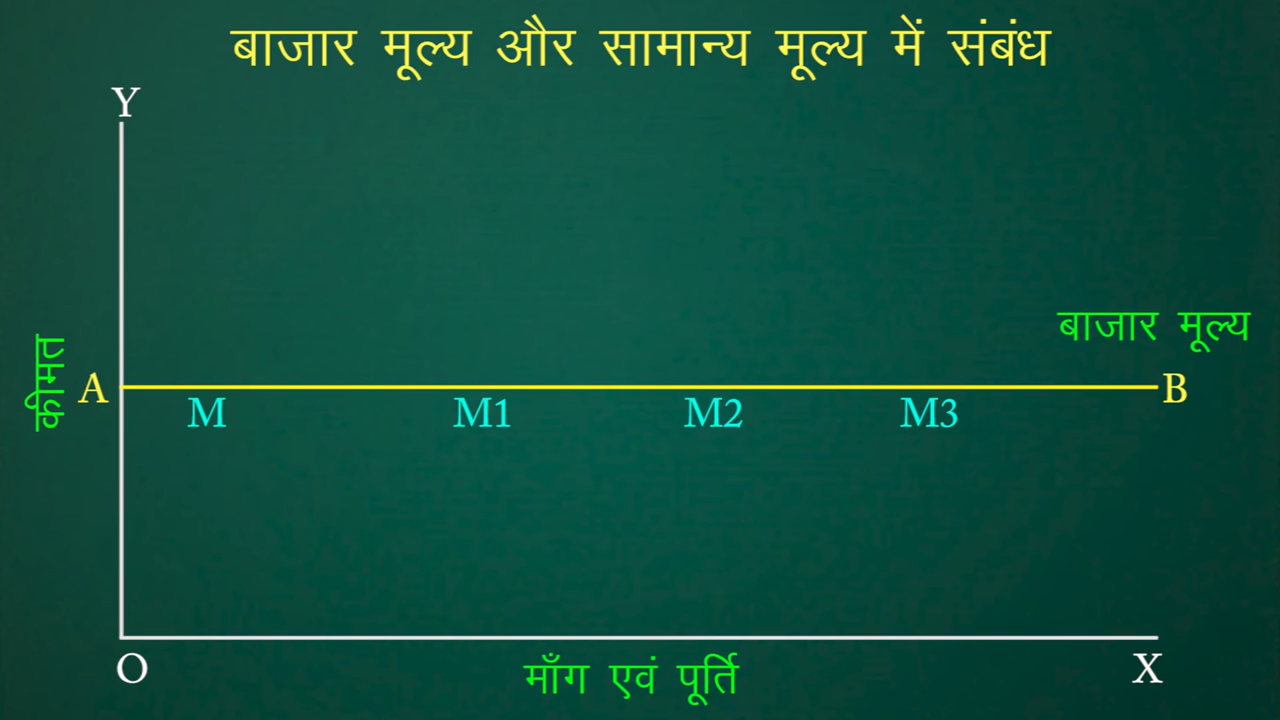 बाजार मूल्य और सामान्य मूल्य में संबंध
Y
बाजार मूल्य
कीमत
A
B
M M1 M2 M3
O
माँग एवं पूर्ति
X